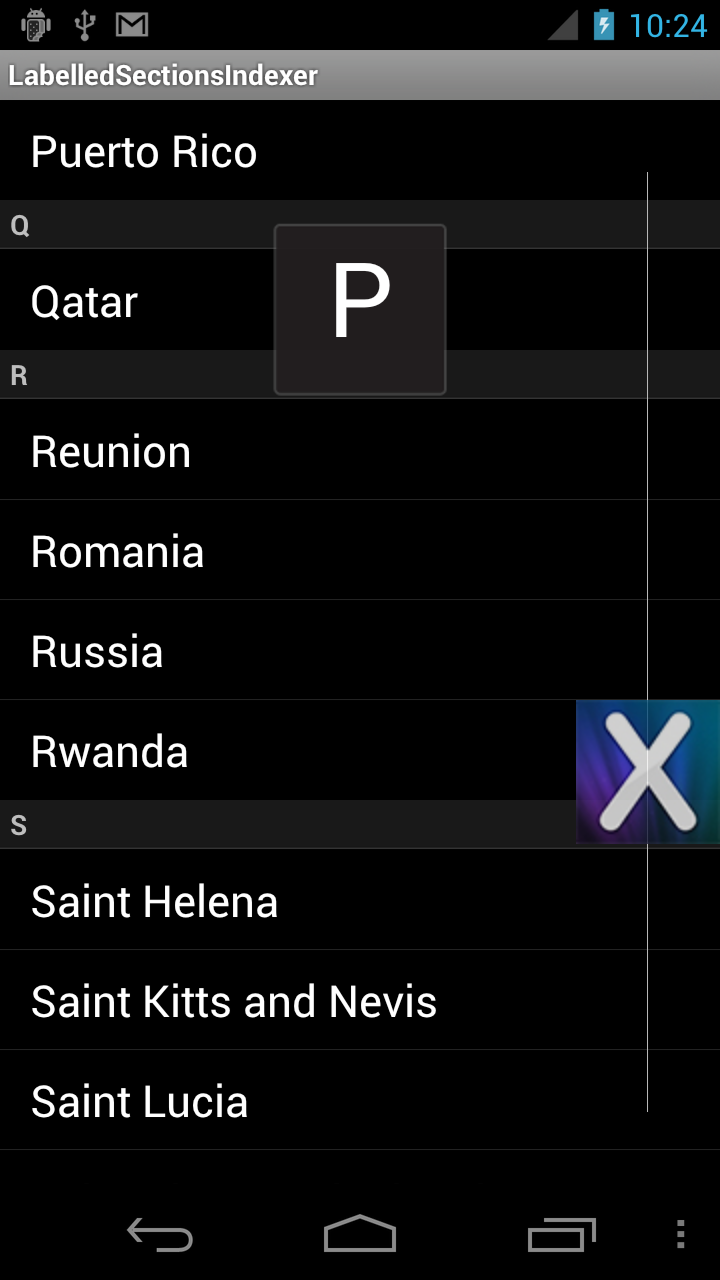 10:24
LabelledSectionsIndexer
Puerto Rico
Q
P
Qatar
R
Reunion
Romania
Russia
Rwanda
X
S
Saint Helena
Saint Kitts and Nevis
Saint Lucia